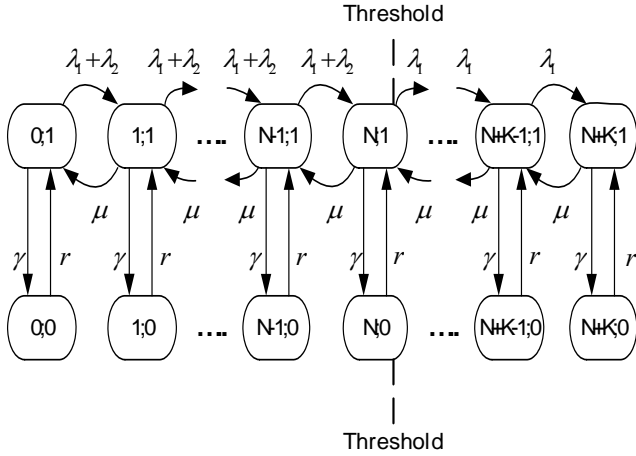 Threshold
λ₁+λ₂ λ₁+λ₂ λ₁+λ₂ λ₁+λ₂ λ₁ λ₁ λ₁
0;1 1;1 .... N-1;1 N;1 .... N+K-1;1 N+K;1
μ μ μ μ μ μ
γ r γ r γ r γ r γ r γ r
0;0 1;0 .... N-1;0 N;0 .... N+K-1;0 N+K;0
Threshold